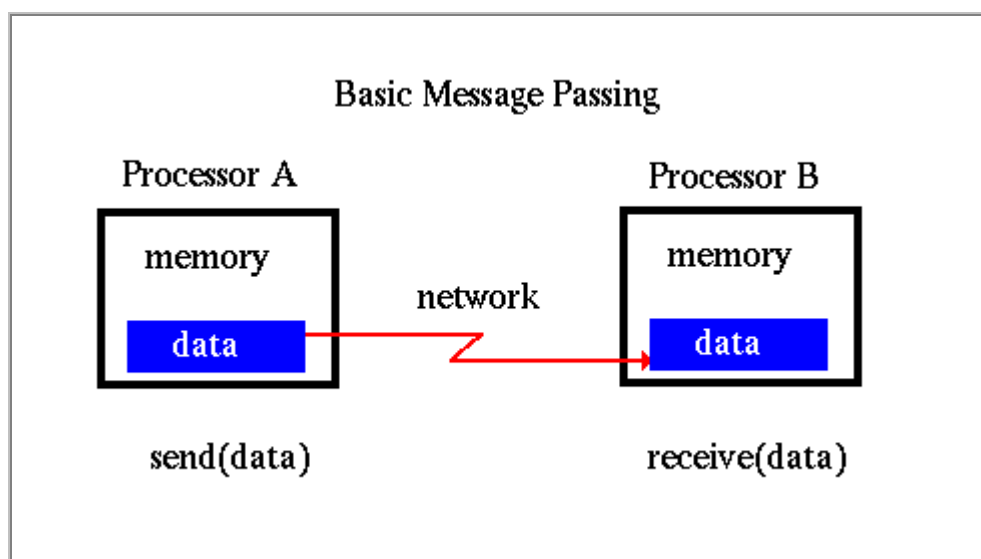 Basic Message Passing
Processor A
Processor B
memory
memory
network
data
data
send(data)
receive(data)